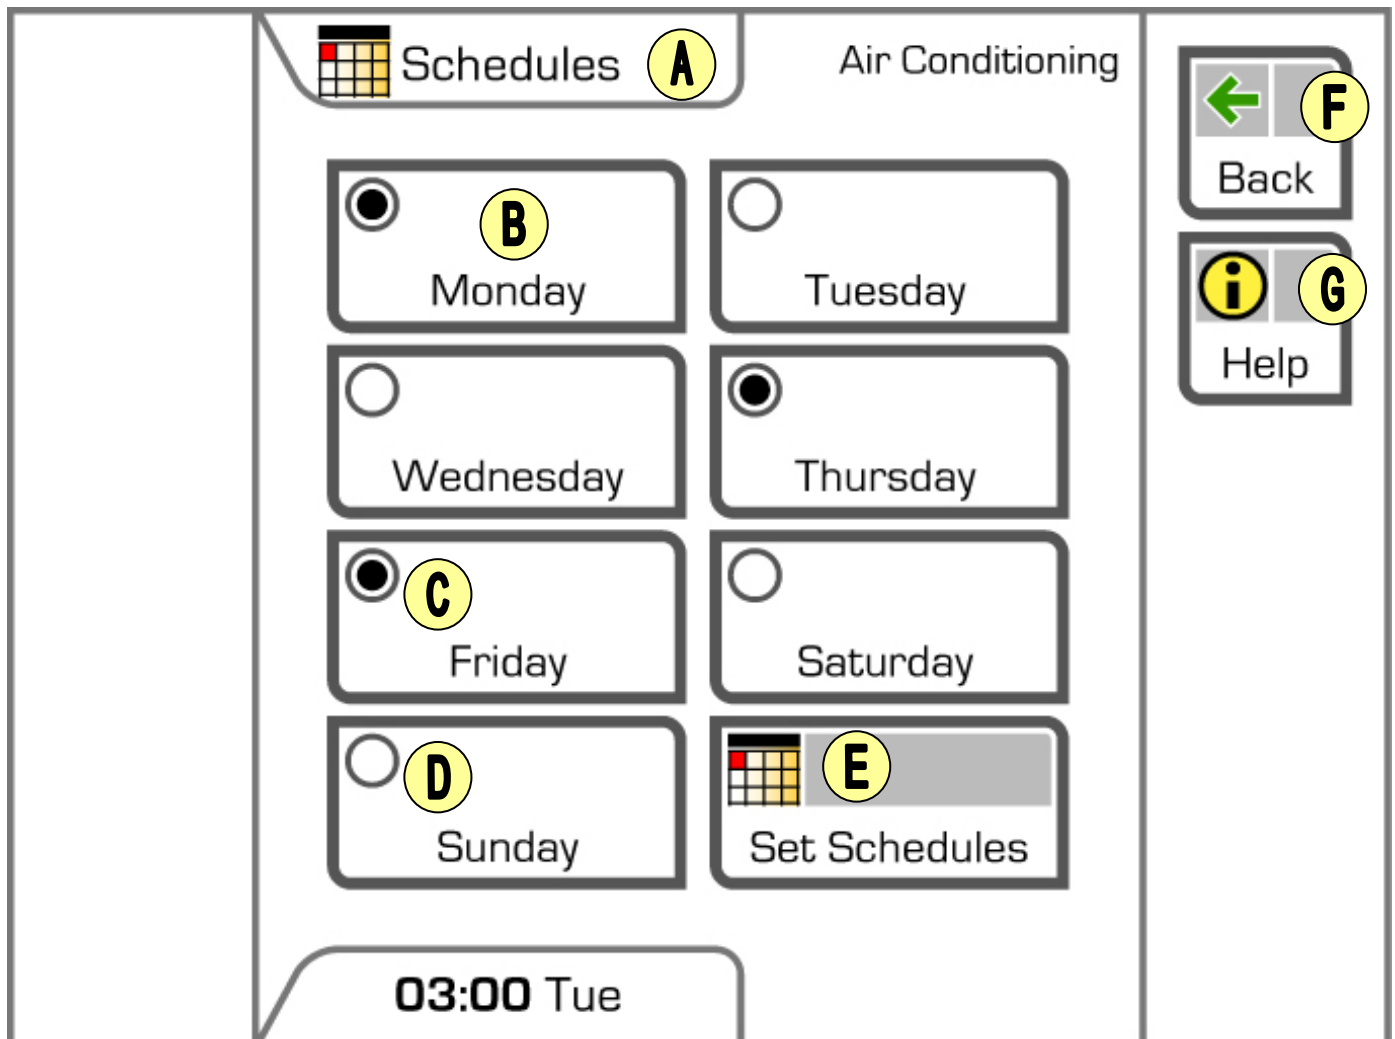 Schedules A
Air Conditioning
F
Back
B
Monday
Tuesday
G
Help
Wednesday
Thursday
C
Friday
Saturday
D
Sunday
E
Set Schedules
03:00 Tue